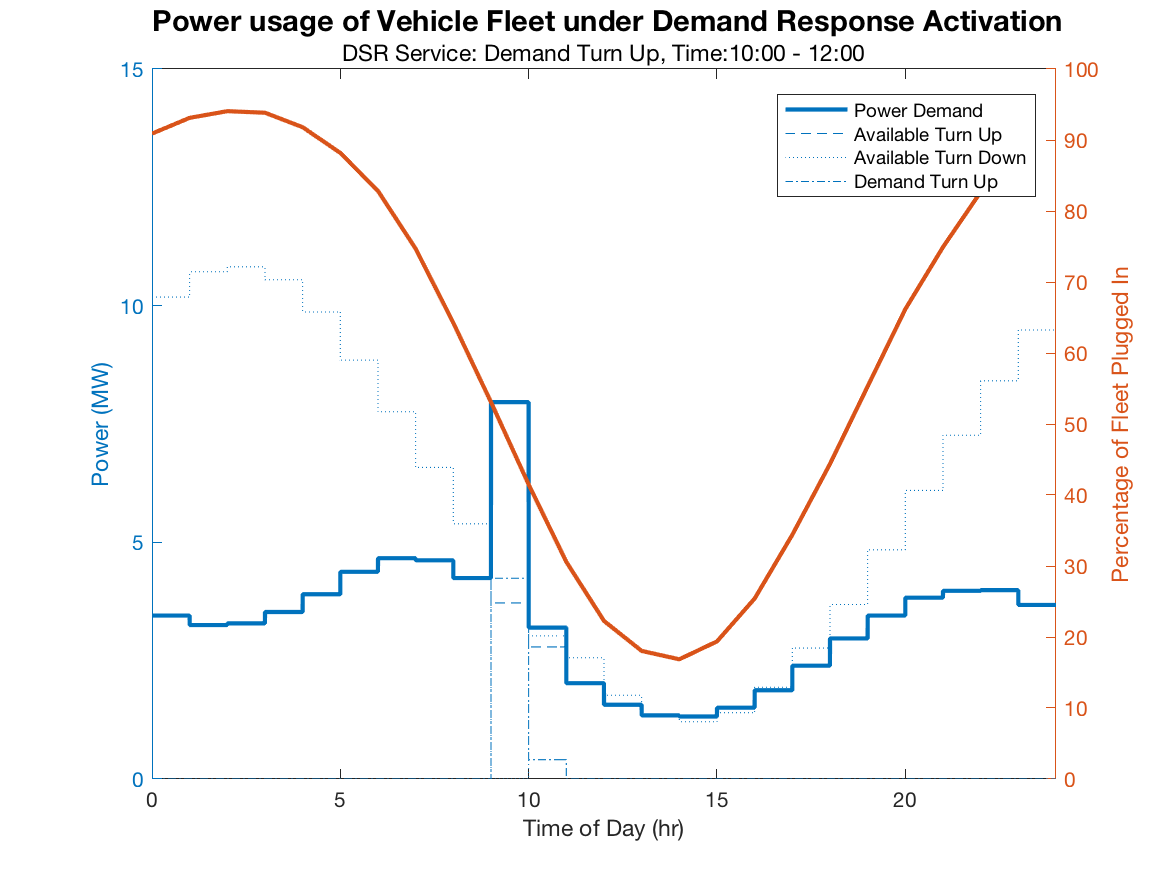 Power usage of Vehicle Fleet under Demand Response Activation
DSR Service: Demand Turn Up, Time:10:00 - 12:00
Power Demand
Available Turn Up
Available Turn Down
Demand Turn Up
15
10
5
0
Power (MW)
100
90
80
70
60
50
40
30
20
10
0
Percentage of Fleet Plugged In
0 5 10 15 20
Time of Day (hr)